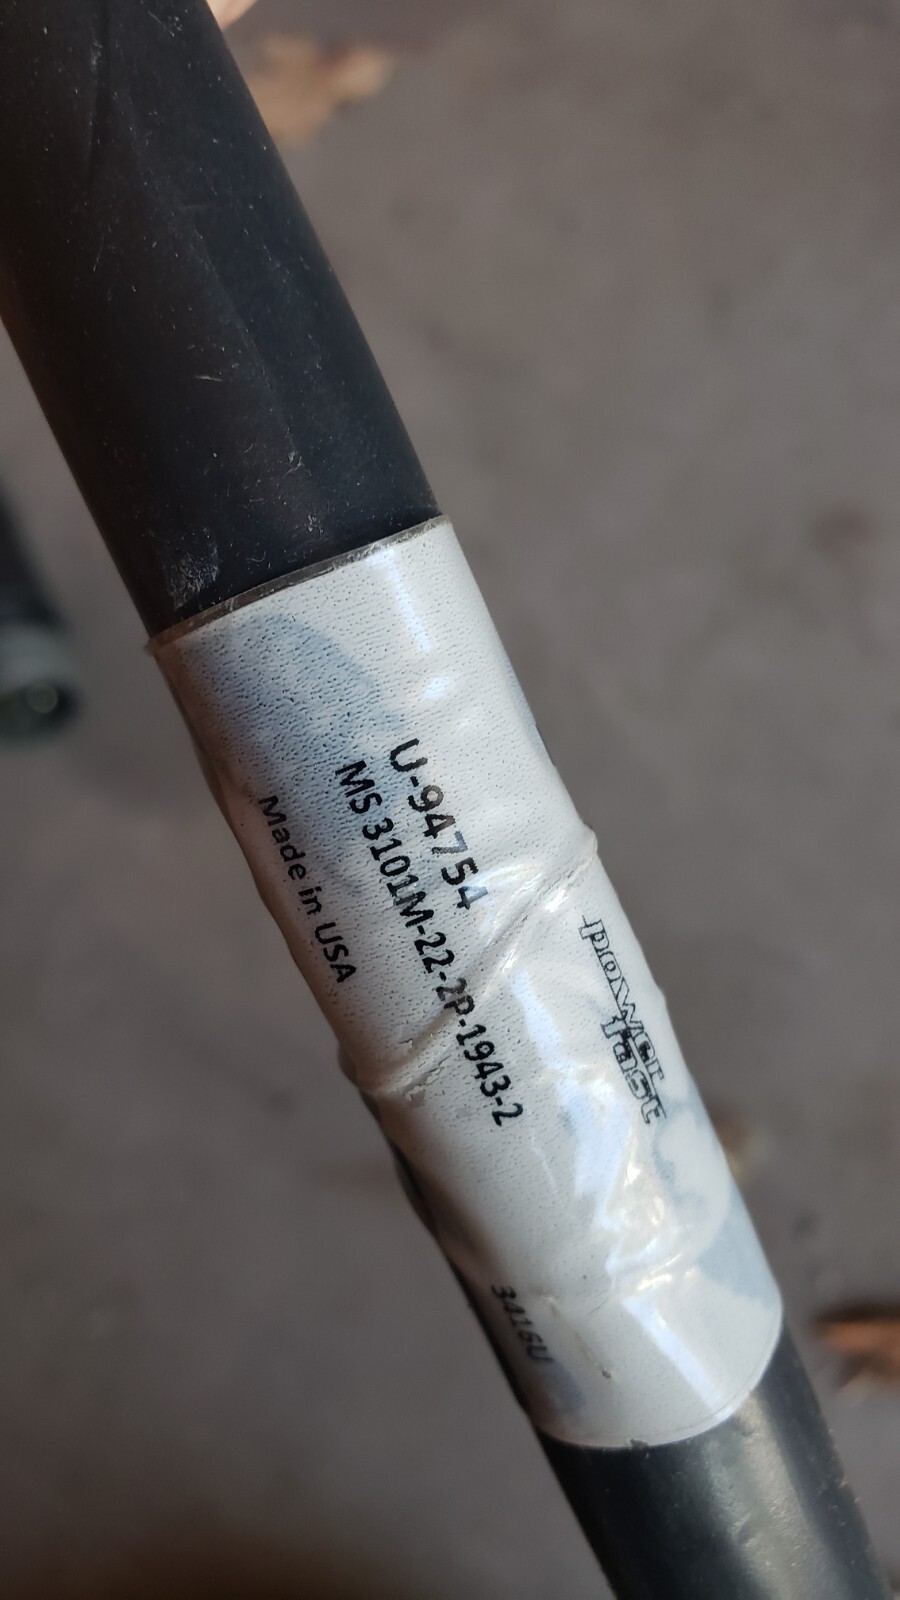 U-94754
MS 3101M-22-2P-1943-2
Made in USA
power
fast
3416U